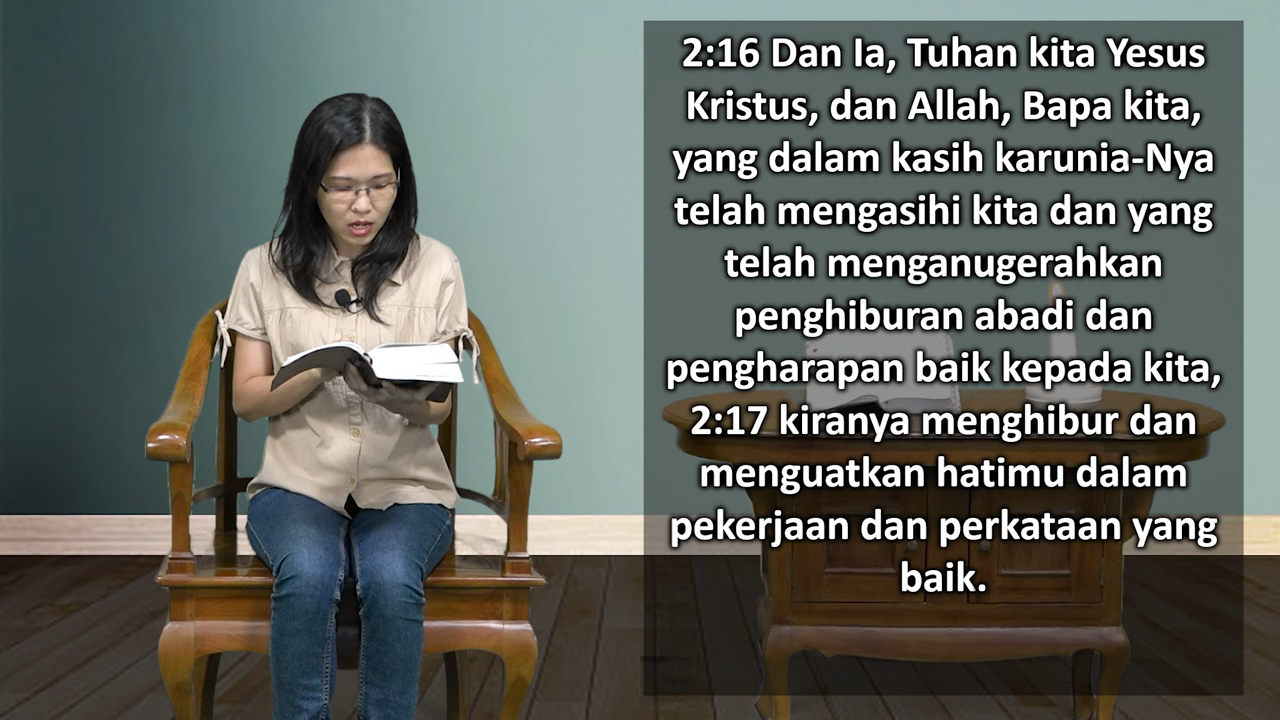 2:16 Dan Ia, Tuhan kita Yesus
Kristus, dan Allah, Bapa kita,
yang dalam kasih karunia-Nya
telah mengasihi kita dan yang
telah menganugerahkan
penghiburan abadi dan
pengharapan baik kepada kita,
2:17 kiranya menghibur dan
menguatkan hatimu dalam
pekerjaan dan perkataan yang
baik.